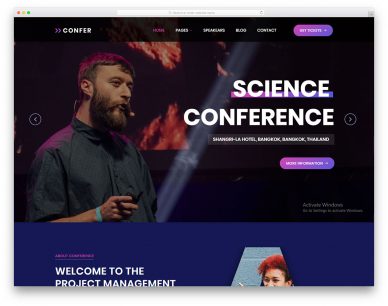 CONFER
HOME PAGES SPEAKERS BLOG CONTACT
GET TICKETS
SCIENCE
CONFERENCE
SHANGRI-LA HOTEL, BANGKOK, BANGKOK, THAILAND
MORE INFORMATION
Activate Windows
Go to Settings to activate Windows.
ABOUT CONFERENCE
WELCOME TO THE
PROJECT MANAGEMENT